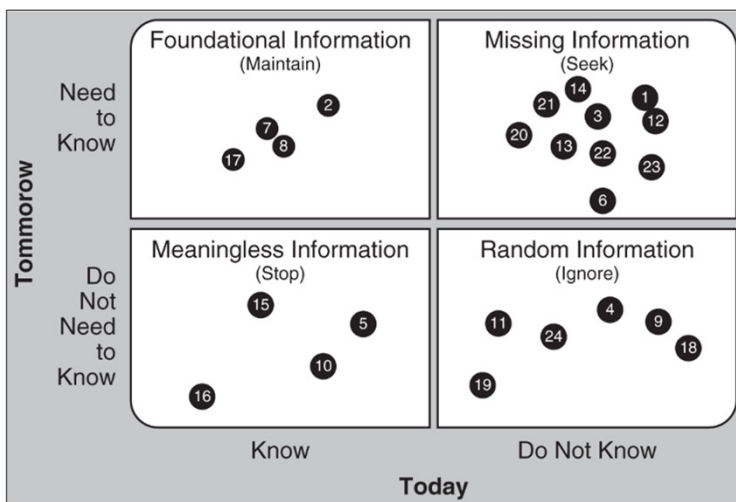 Foundational Information
(Maintain)
2
7
8
17
Missing Information
(Seek)
14
1
21
3
12
20
13
22
23
6
Need
to
Know
Meaningless Information
(Stop)
15
5
10
16
Random Information
(Ignore)
4
11
9
24
18
19
Do
Not
Need
to
Know
Tommorow
Know
Do Not Know
Today